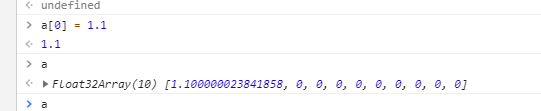 undefined
a[0] = 1.1
1.1
a
Float32Array(10) [1.100000023841858, 0, 0, 0, 0, 0, 0, 0, 0, 0]
a